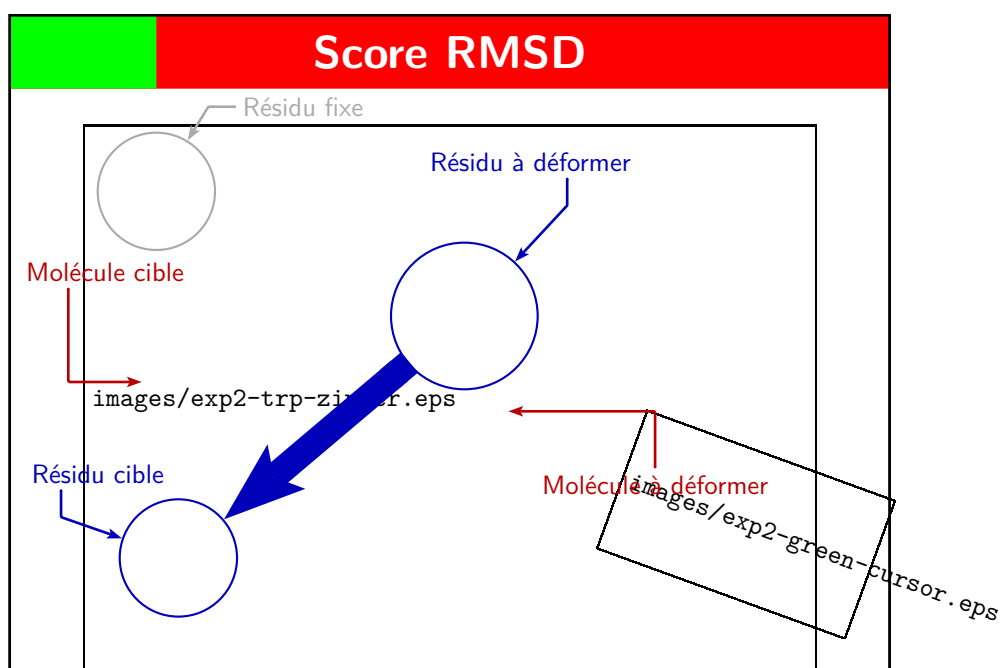 Score RMSD
Résidu fixe
Résidu à déformer
Molécule cible
images/exp2-trp-zipper.eps
Résidu cible
Molécule à déformer
images/exp2-green-cursor.eps